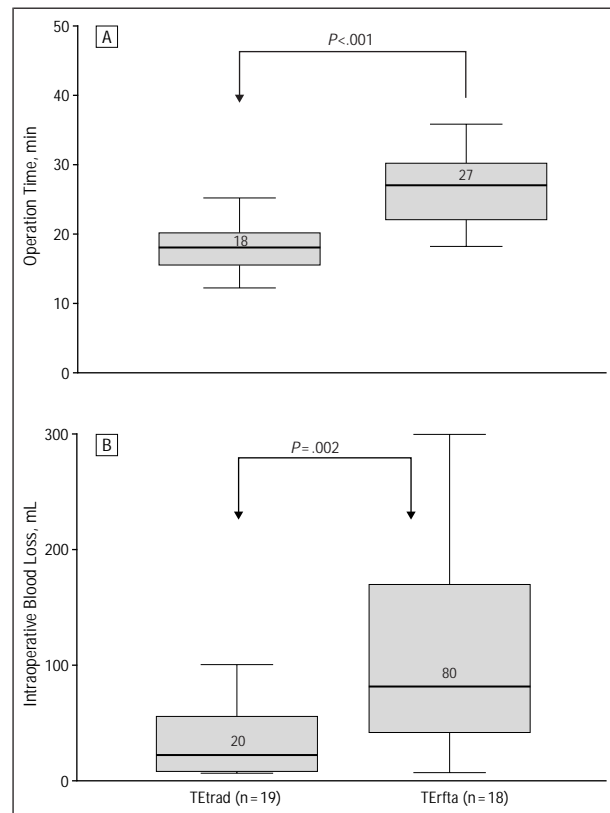 A
P<.001
Operation Time, min
50
40
30
20
10
0
18
27
B
P=.002
Intraoperative Blood Loss, mL
300
200
100
0
20
80
TEtrad (n=19)
TErfta (n=18)